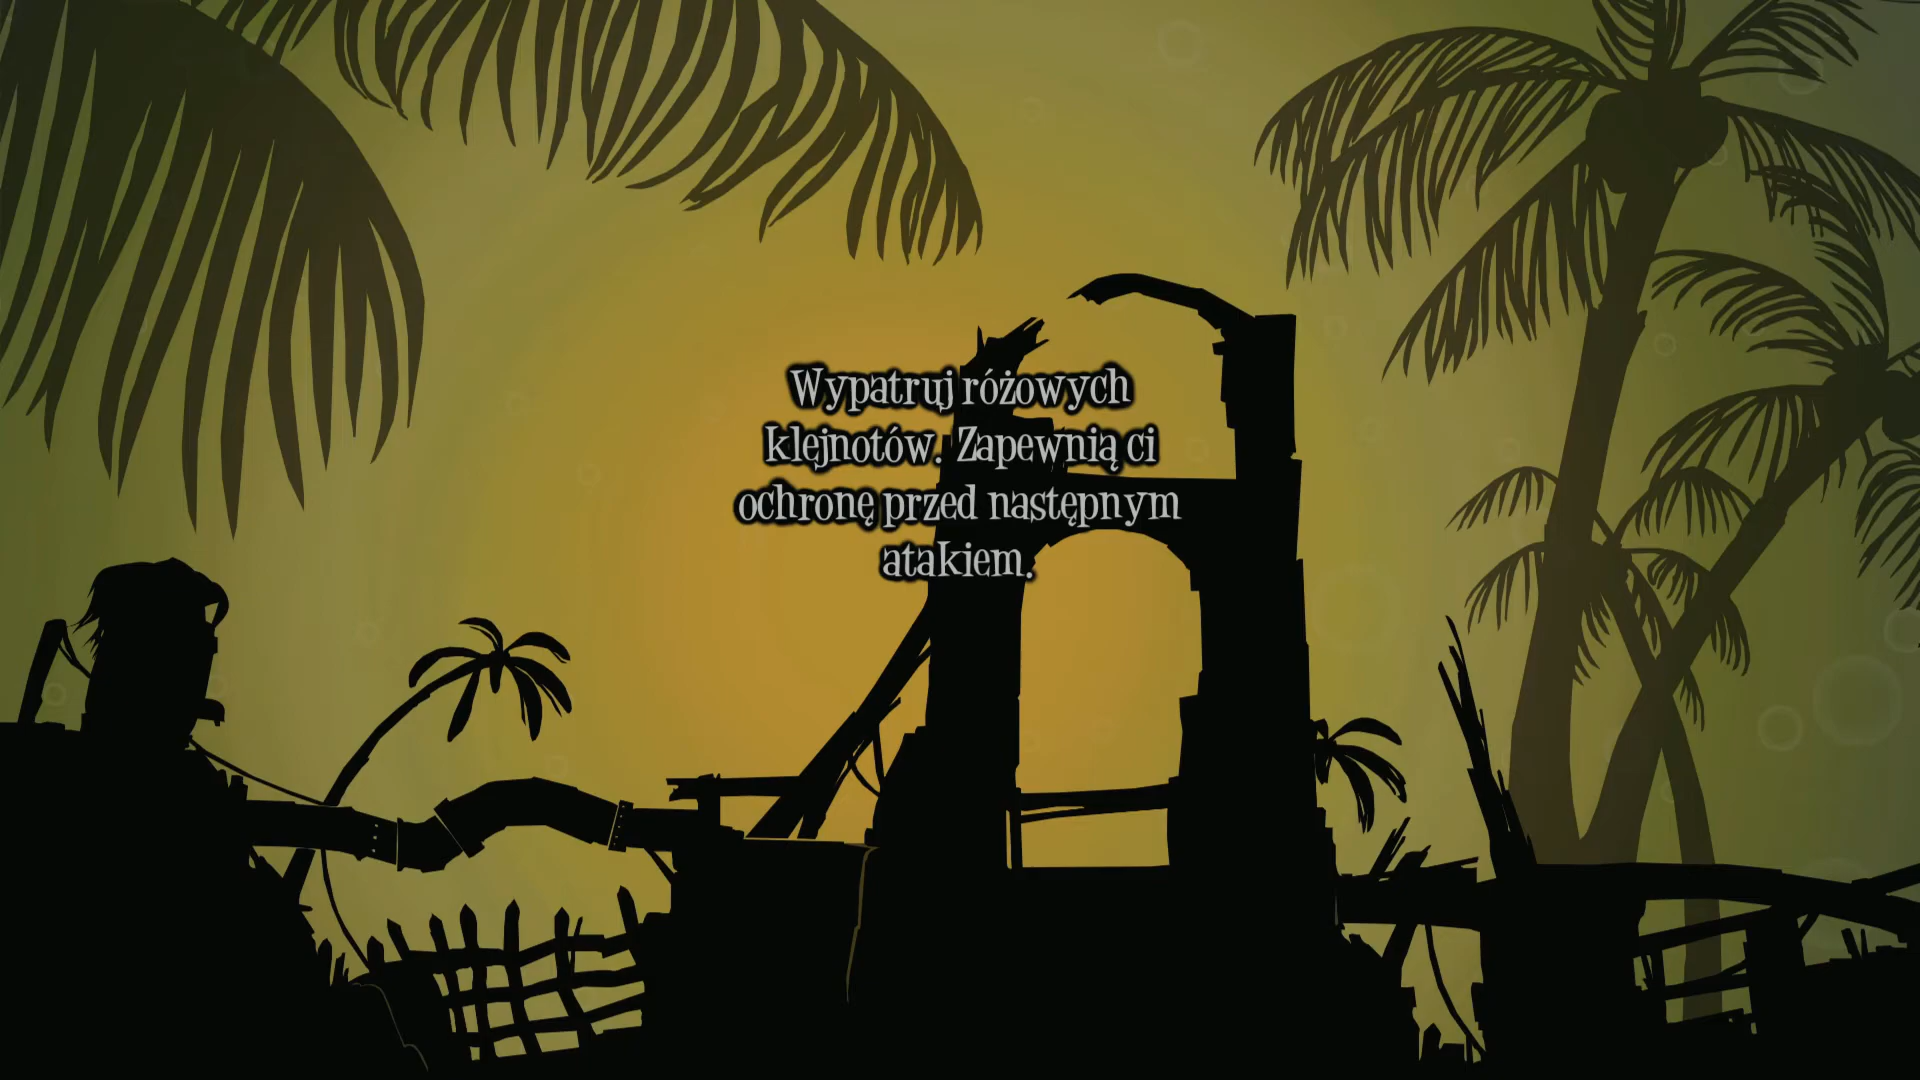 Wypatruj różowych
klejnotów. Zapewnią ci
ochronę przed następnym
atakiem.